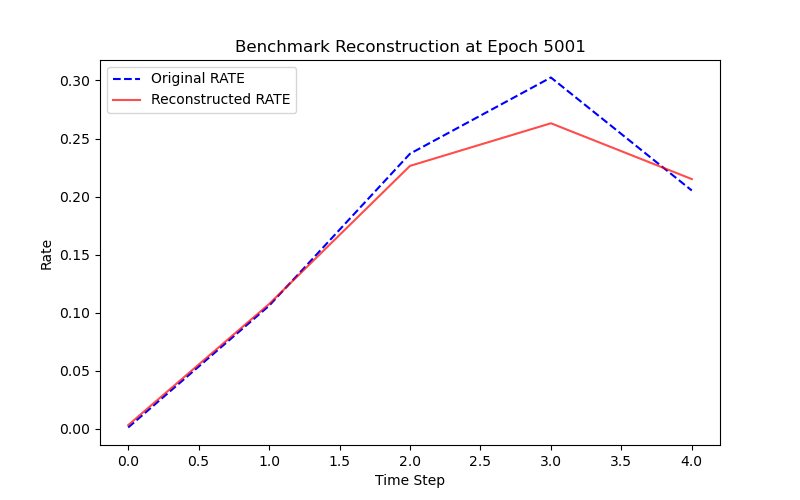 Benchmark Reconstruction at Epoch 5001
Original RATE
Reconstructed RATE
0.30
0.25
0.20
0.15
0.10
0.05
0.00
Rate
0.0 0.5 1.0 1.5 2.0 2.5 3.0 3.5 4.0
Time Step